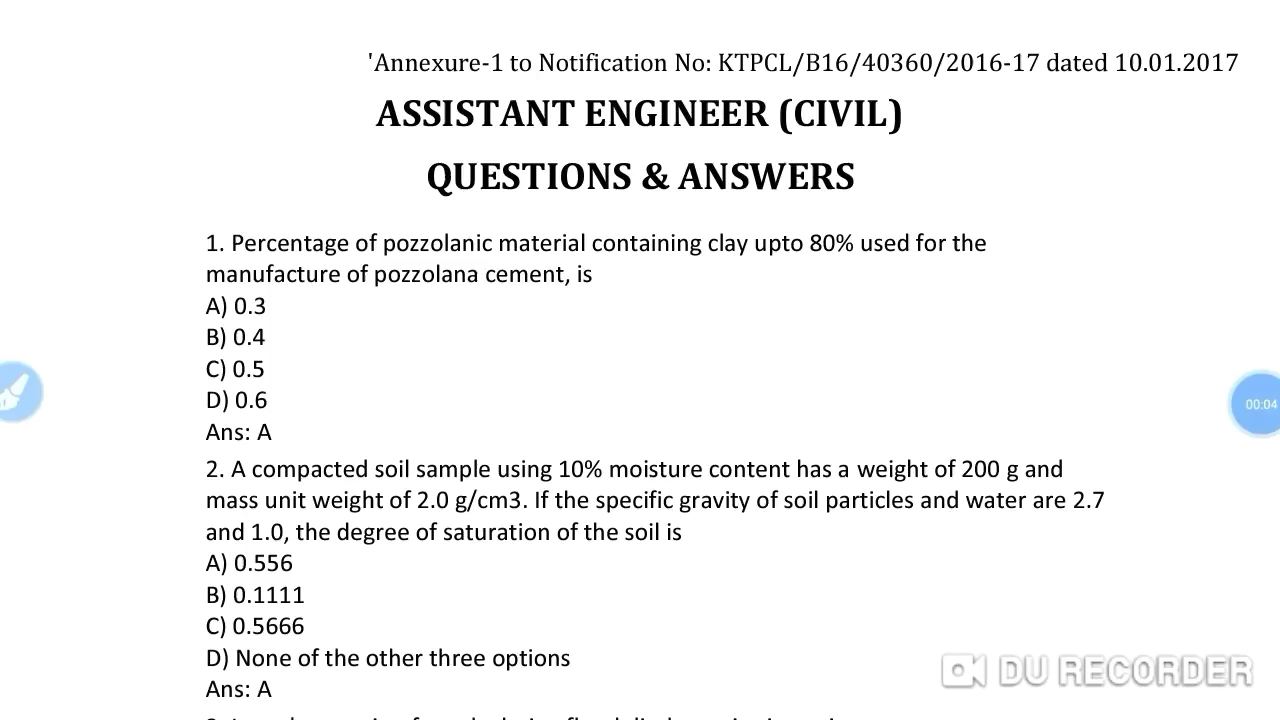 'Annexure-1 to Notification No: KTPCL/B16/40360/2016-17 dated 10.01.2017
ASSISTANT ENGINEER (CIVIL)
QUESTIONS & ANSWERS
1. Percentage of pozzolanic material containing clay upto 80% used for the
manufacture of pozzolana cement, is
A) 0.3
B) 0.4
C) 0.5
D) 0.6
Ans: A
00:04
2. A compacted soil sample using 10% moisture content has a weight of 200 g and
mass unit weight of 2.0 g/cm3. If the specific gravity of soil particles and water are 2.7
and 1.0, the degree of saturation of the soil is
A) 0.556
B) 0.1111
C) 0.5666
D) None of the other three options
Ans: A
DU RECORDER